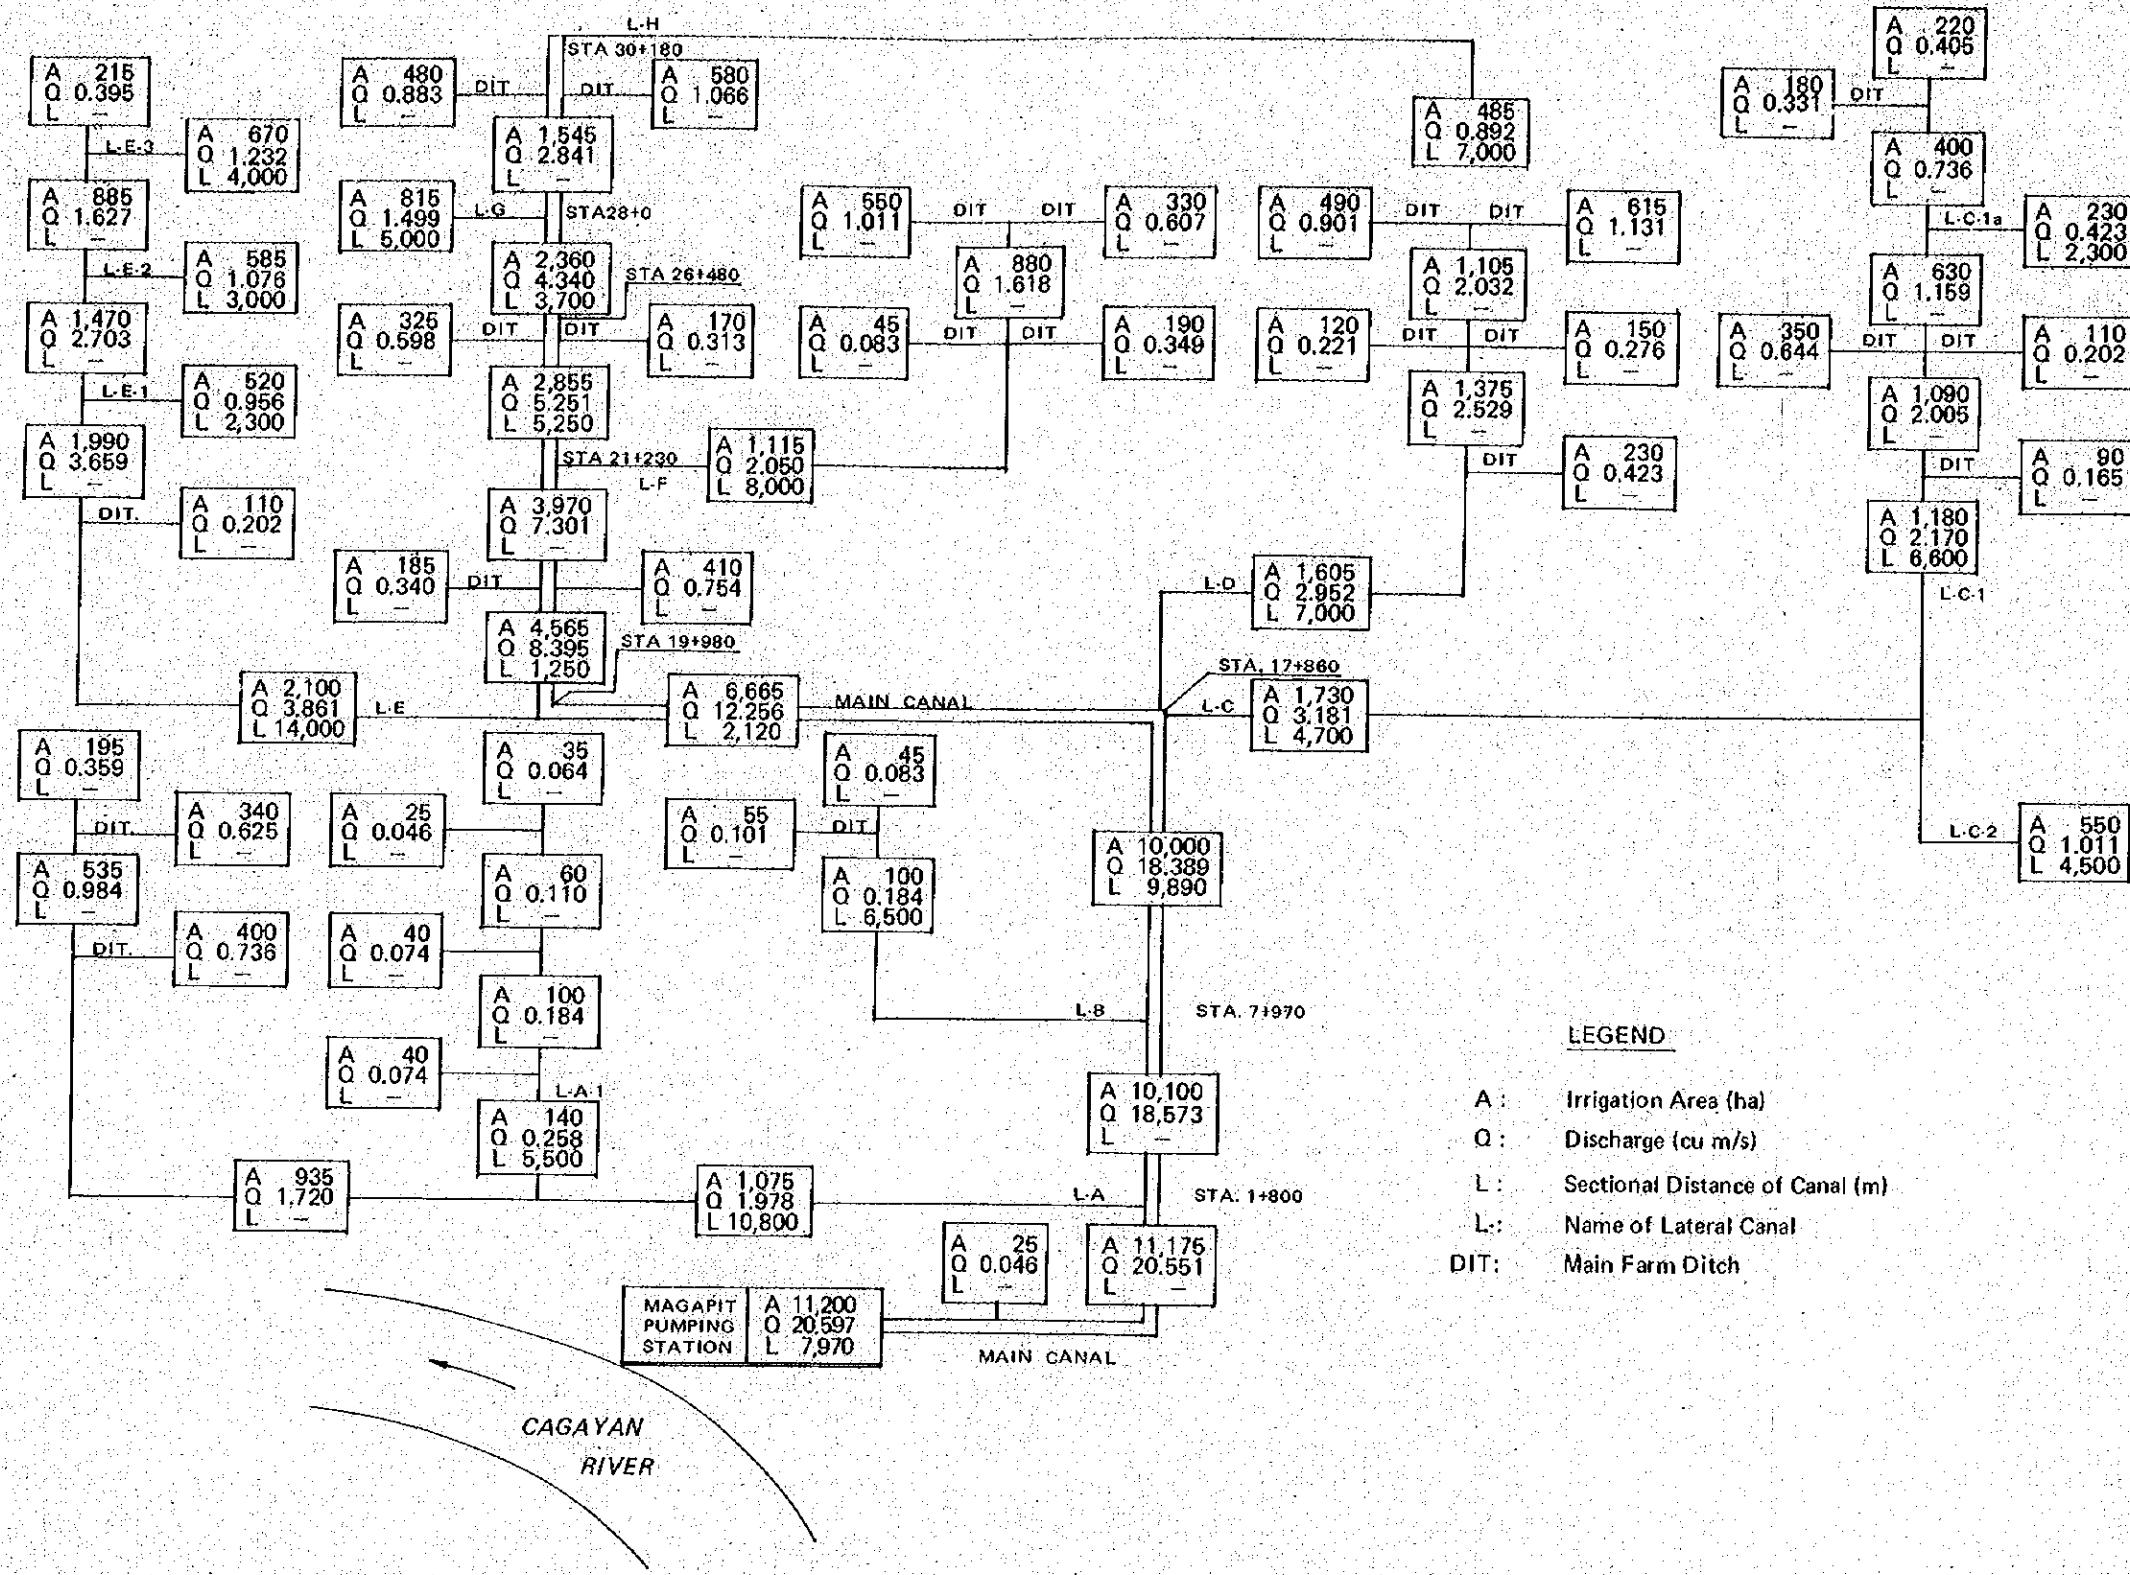 L-H
STA 30+180
A 215
Q 0.395
L —
L-E-3
A 670
Q 1.232
L 4,000
A 885
Q 1.627
L —
L-E-2
A 585
Q 1.076
L 3,000
A 1,470
Q 2.703
L —
L-E-1
A 520
Q 0.956
L 2,300
A 1,990
Q 3.659
L —
DIT.
A 110
Q 0.202
L —
A 2,100
Q 3,861
L 14,000
L-E
A 480
Q 0.883
L —
DIT
DIT
A 580
Q 1.066
L —
A 1,545
Q 2.841
L —
A 815
Q 1.499
L 5,000
L-G
STA28+0
A 2,360
Q 4.340
L 3,700
STA 26+480
A 325
Q 0.598
L —
DIT
DIT
A 170
Q 0.313
L —
A 2,855
Q 5.251
L 5,250
STA 21+230
L-F
A 1,115
Q 2.050
L 8,000
A 3,970
Q 7.301
L —
A 185
Q 0.340
L —
DIT
A 410
Q 0.754
L —
A 4,565
Q 8.395
L 1,250
STA 19+980
A 6,665
Q 12.256
L 2,120
MAIN CANAL
A 550
Q 1.011
L —
DIT
DIT
A 330
Q 0.607
L —
A 880
Q 1.618
L —
A 45
Q 0.083
L —
DIT
DIT
A 190
Q 0.349
L —
A 485
Q 0.892
L 7,000
A 490
Q 0.901
L —
DIT
DIT
A 615
Q 1.131
L —
A 1,105
Q 2.032
L —
A 120
Q 0.221
L —
DIT
DIT
A 150
Q 0.276
L —
A 1,375
Q 2.529
L —
DIT
A 230
Q 0.423
L —
L-D
A 1,605
Q 2.952
L 7,000
STA. 17+860
L-C
A 1,730
Q 3,181
L 4,700
A 220
Q 0.405
L —
A 180
Q 0.331
L —
DIT
A 400
Q 0.736
L —
L-C-1a
A 230
Q 0.423
L 2,300
A 630
Q 1.159
L —
A 350
Q 0.644
L —
DIT
DIT
A 110
Q 0.202
L —
A 1,090
Q 2.005
L —
DIT
A 90
Q 0.165
L —
A 1,180
Q 2.170
L 6,600
L-C-1
L-C-2
A 550
Q 1.011
L 4,500
A 195
Q 0.359
L —
DIT.
A 340
Q 0.625
L —
A 535
Q 0.984
L —
DIT.
A 400
Q 0.736
L —
A 935
Q 1.720
L —
A 35
Q 0.064
L —
A 25
Q 0.046
L —
A 60
Q 0.110
L —
A 40
Q 0.074
L —
A 100
Q 0.184
L —
A 40
Q 0.074
L —
L-A-1
A 140
Q 0.258
L 5,500
A 1,075
Q 1.978
L 10,800
L-A
STA. 1+800
A 45
Q 0.083
L —
A 55
Q 0.101
L —
DIT
A 100
Q 0.184
L 6,500
L-B
STA. 7+970
A 10,000
Q 18.389
L 9,890
A 10,100
Q 18,573
L —
A 11,175
Q 20.551
L —
A 25
Q 0.046
L —
MAGAPIT
PUMPING
STATION
A 11,200
Q 20,597
L 7,970
MAIN CANAL
CAGAYAN
RIVER
LEGEND
A : Irrigation Area (ha)
Q : Discharge (cu m/s)
L : Sectional Distance of Canal (m)
L-: Name of Lateral Canal
DIT: Main Farm Ditch